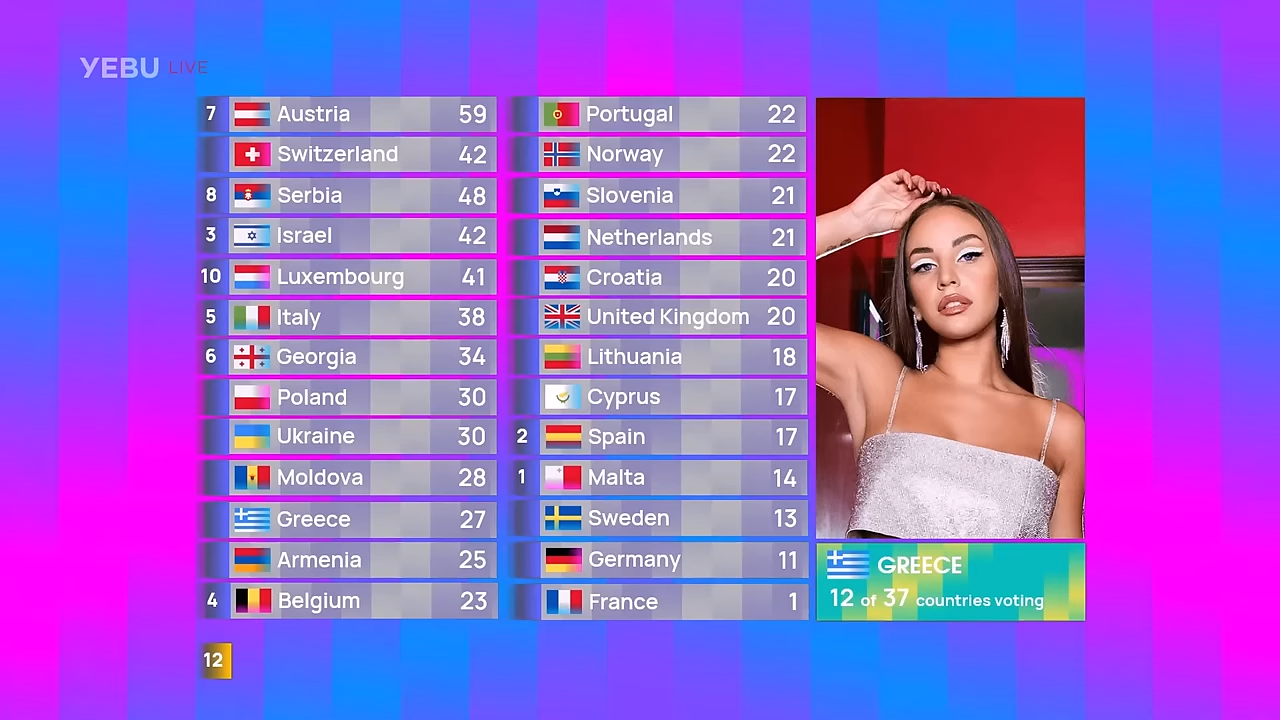 YEBU LIVE
7 Austria 59
Switzerland 42
8 Serbia 48
3 Israel 42
10 Luxembourg 41
5 Italy 38
6 Georgia 34
Poland 30
Ukraine 30
Moldova 28
Greece 27
Armenia 25
4 Belgium 23
12
Portugal 22
Norway 22
Slovenia 21
Netherlands 21
Croatia 20
United Kingdom 20
Lithuania 18
Cyprus 17
2 Spain 17
1 Malta 14
Sweden 13
Germany 11
France 1
GREECE
12 of 37 countries voting